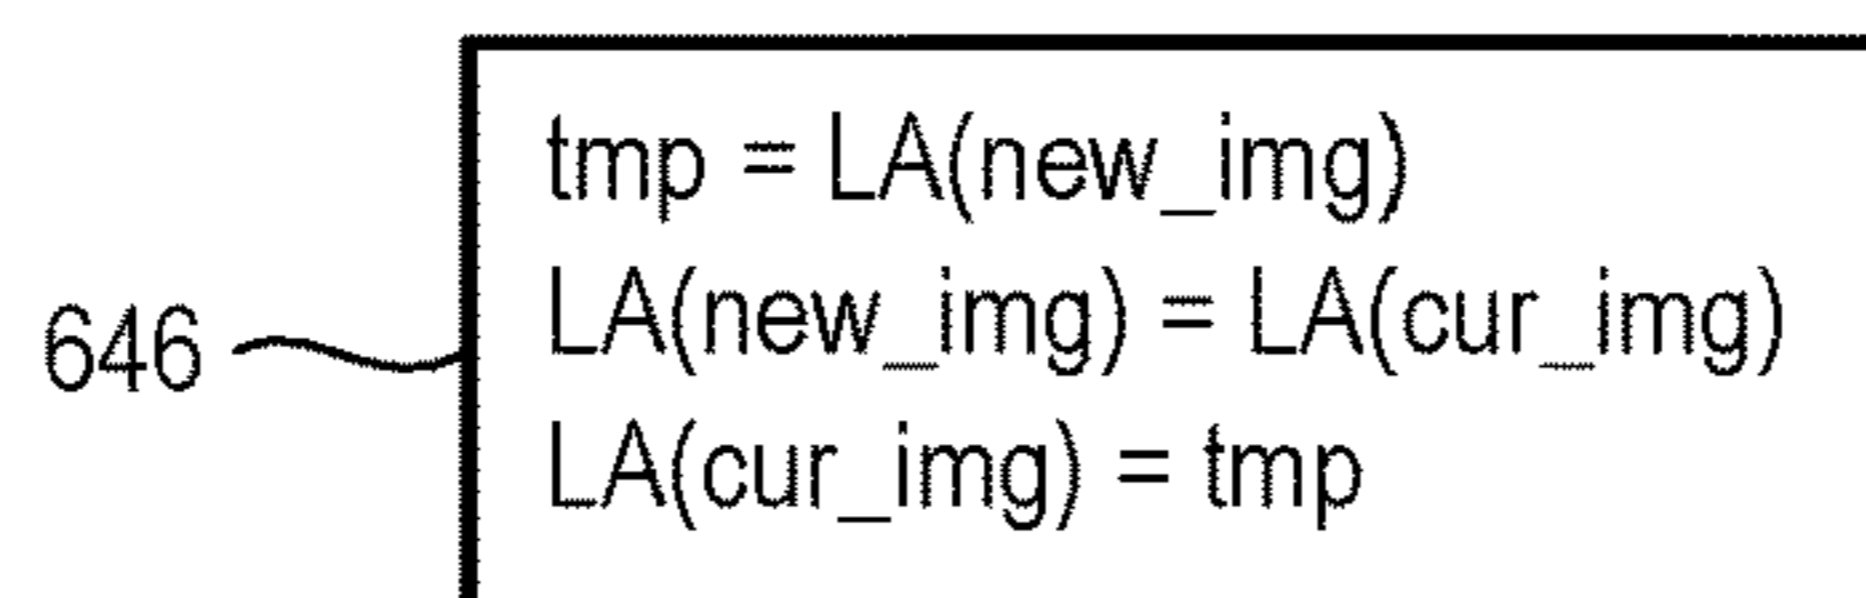 tmp = LA(new_img)
LA(new_img) = LA(cur_img)
646
LA(cur_img) = tmp